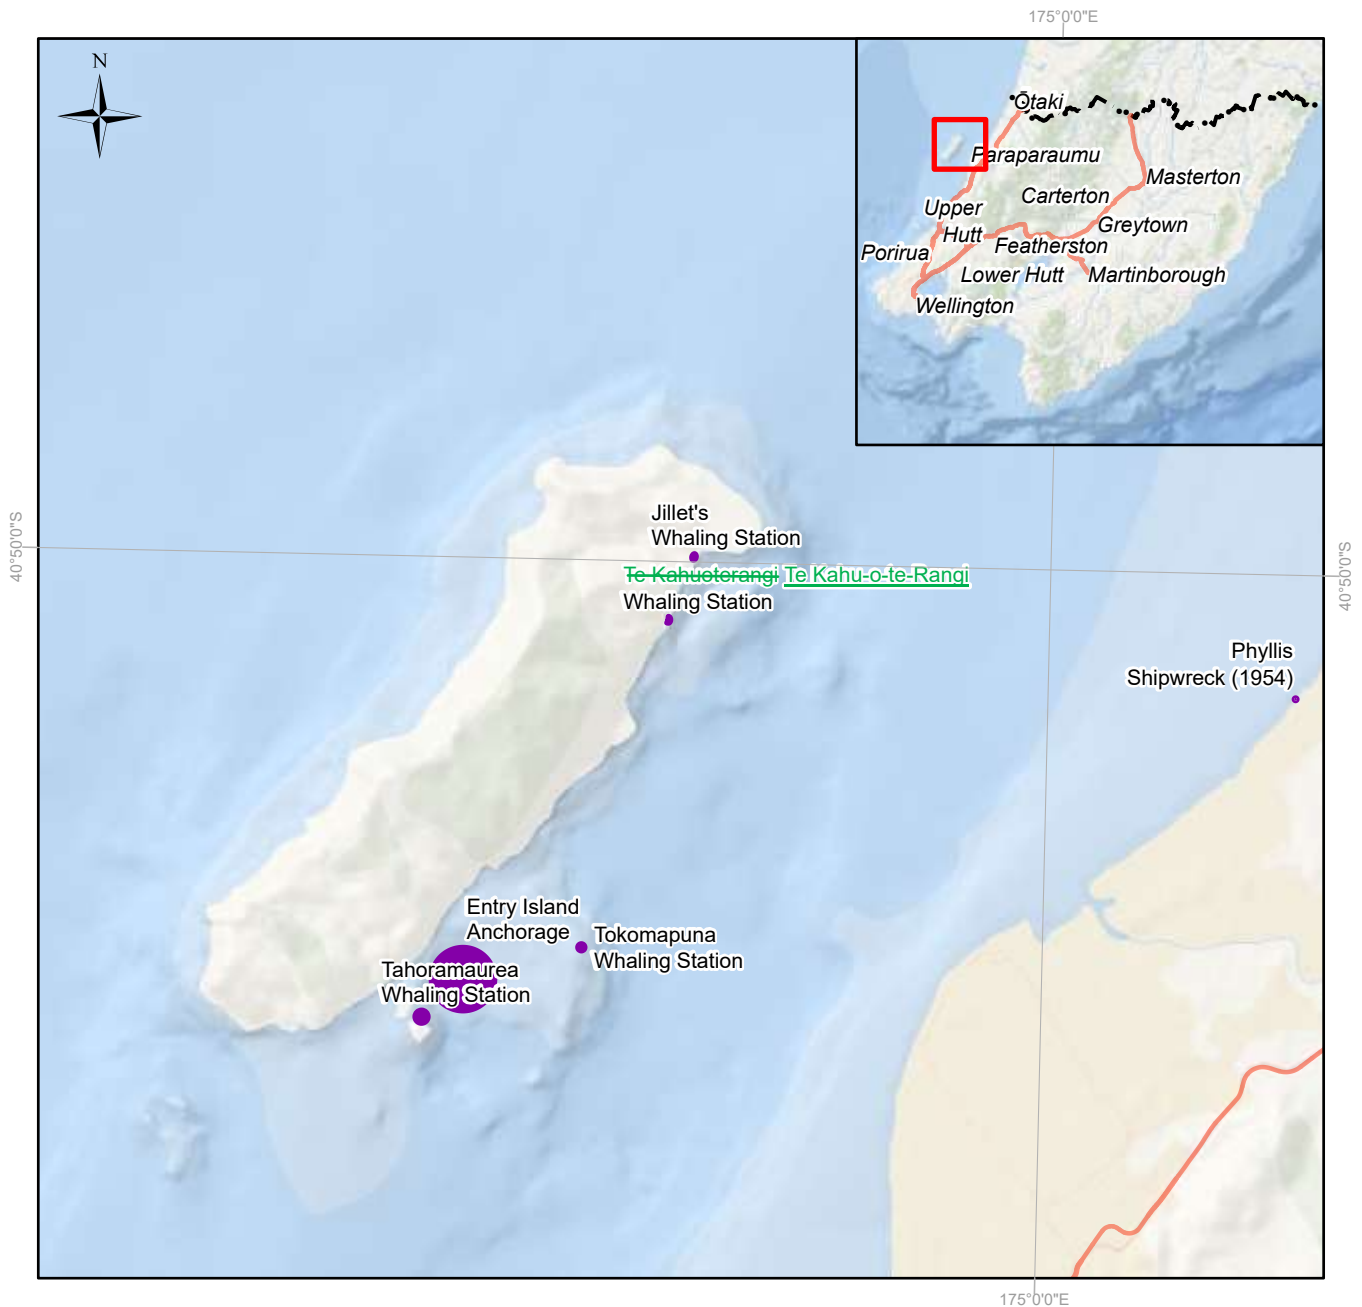 175°0'0"E
N
Ōtaki
Paraparaumu
Masterton
Carterton
Upper
Hutt
Greytown
Porirua
Featherston
Lower Hutt
Martinborough
Wellington
40°50'0"S
40°50'0"S
Jillet's
Whaling Station
Te Kahuoterangi Te Kahu-o-te-Rangi
Whaling Station
Phyllis
Shipwreck (1954)
Entry Island
Anchorage
Tokomapuna
Whaling Station
Tahoramaurea
Whaling Station
175°0'0"E